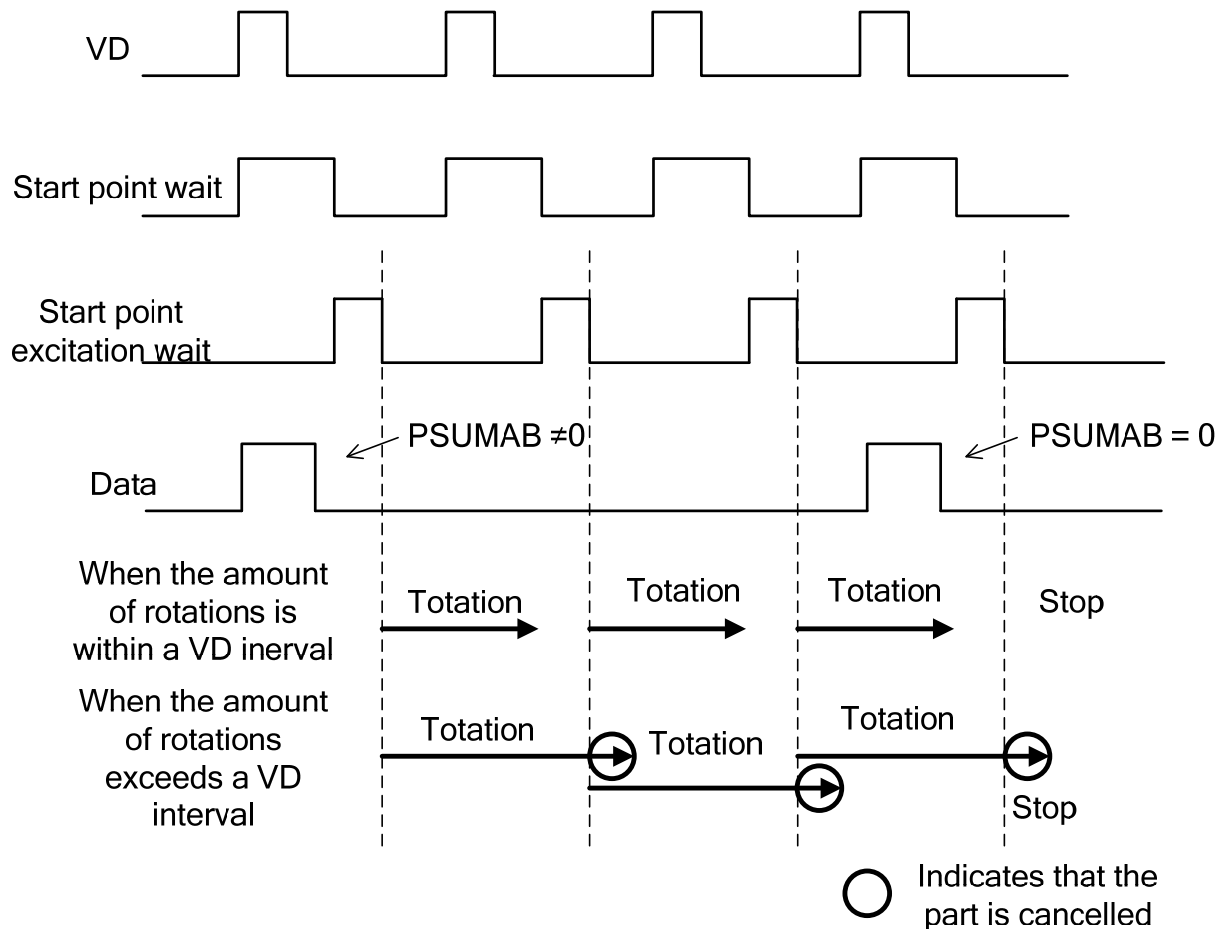 VD
Start point wait
Start point
excitation wait
PSUMAB ≠0
PSUMAB = 0
Data
When the amount
of rotations is
within a VD inerval
Totation
Totation
Totation
Stop
When the amount
of rotations
exceeds a VD
interval
Totation
Totation
Totation
Stop
Indicates that the
part is cancelled